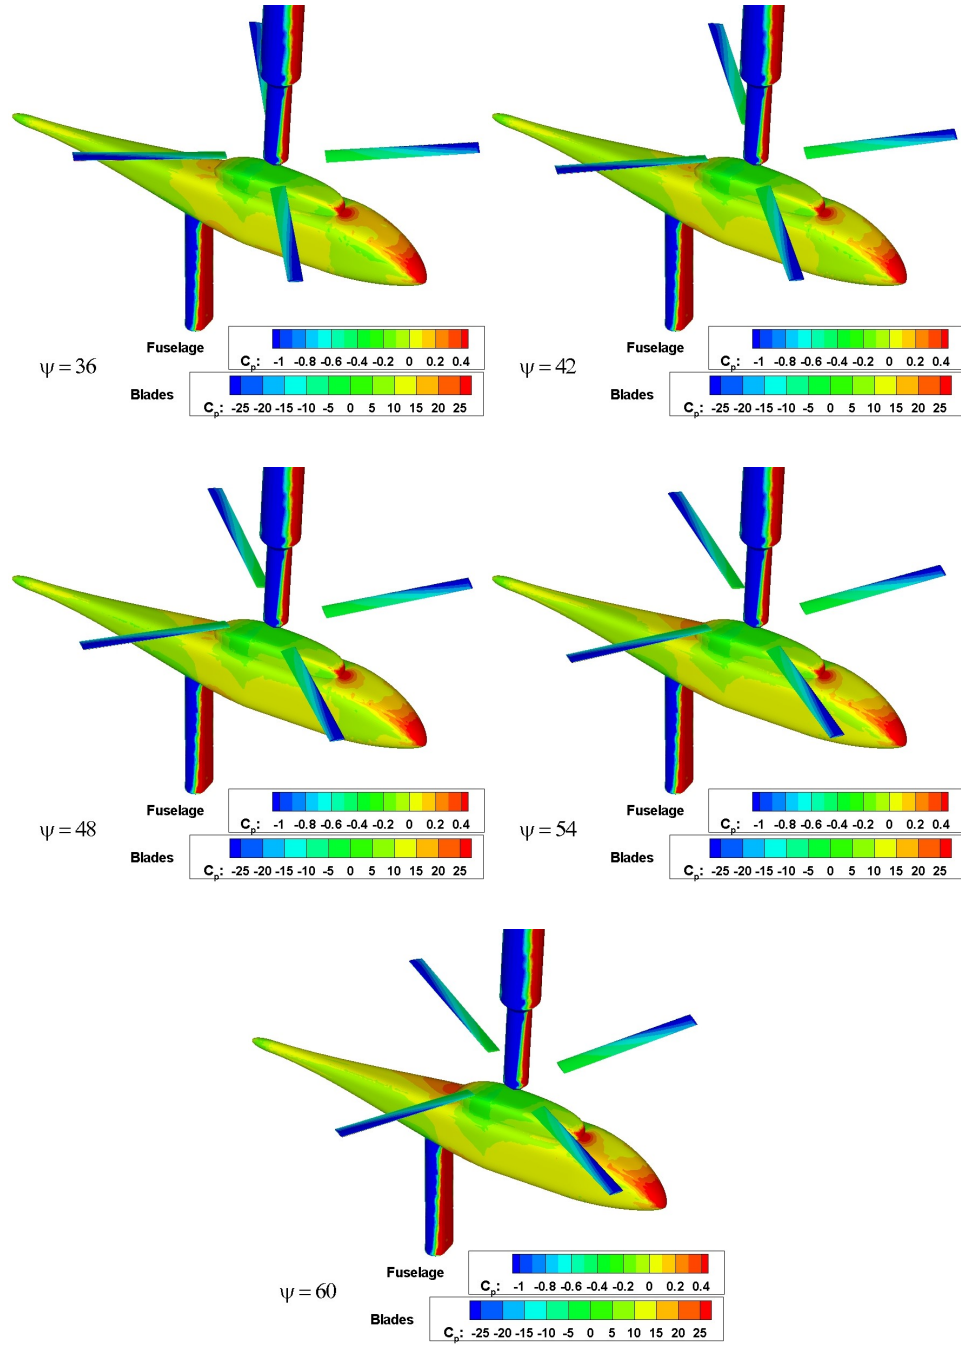 Fuselage
Cp: -1 -0.8 -0.6 -0.4 -0.2 0 0.2 0.4
ψ = 36
Blades
Cp: -25 -20 -15 -10 -5 0 5 10 15 20 25
Fuselage
Cp: -1 -0.8 -0.6 -0.4 -0.2 0 0.2 0.4
ψ = 42
Blades
Cp: -25 -20 -15 -10 -5 0 5 10 15 20 25
Fuselage
Cp: -1 -0.8 -0.6 -0.4 -0.2 0 0.2 0.4
ψ = 48
Blades
Cp: -25 -20 -15 -10 -5 0 5 10 15 20 25
Fuselage
Cp: -1 -0.8 -0.6 -0.4 -0.2 0 0.2 0.4
ψ = 54
Blades
Cp: -25 -20 -15 -10 -5 0 5 10 15 20 25
Fuselage
Cp: -1 -0.8 -0.6 -0.4 -0.2 0 0.2 0.4
ψ = 60
Blades
Cp: -25 -20 -15 -10 -5 0 5 10 15 20 25